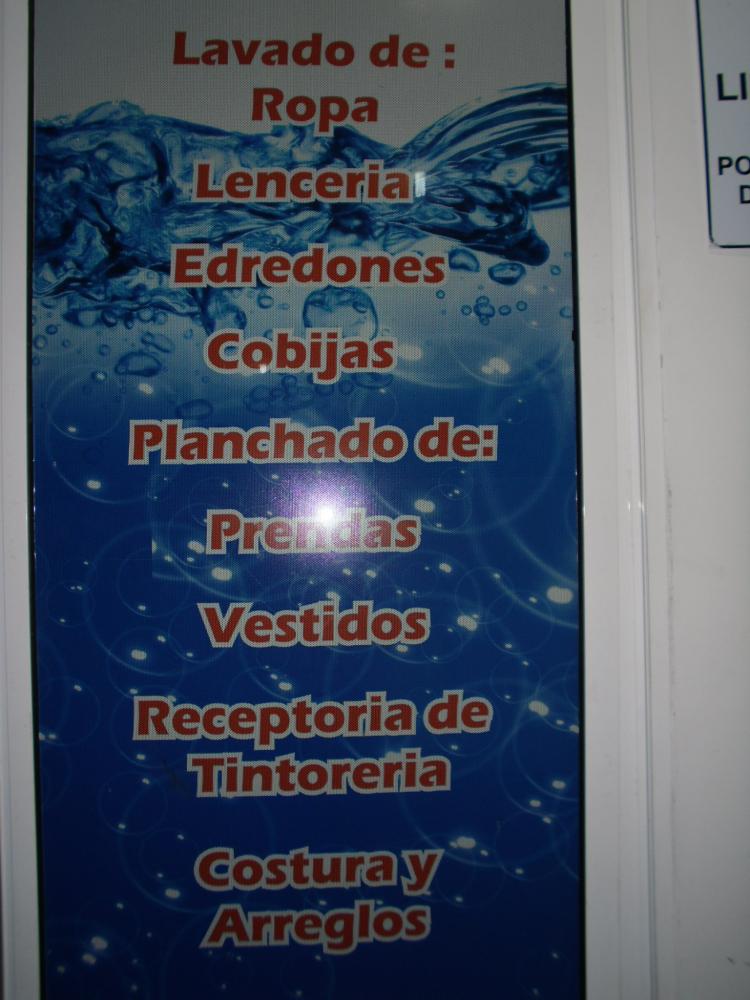 Lavado de :
Ropa
Lenceria
Edredones
Cobijas
Planchado de:
Prendas
Vestidos
Receptoria de
Tintoreria
Costura y
Arreglos